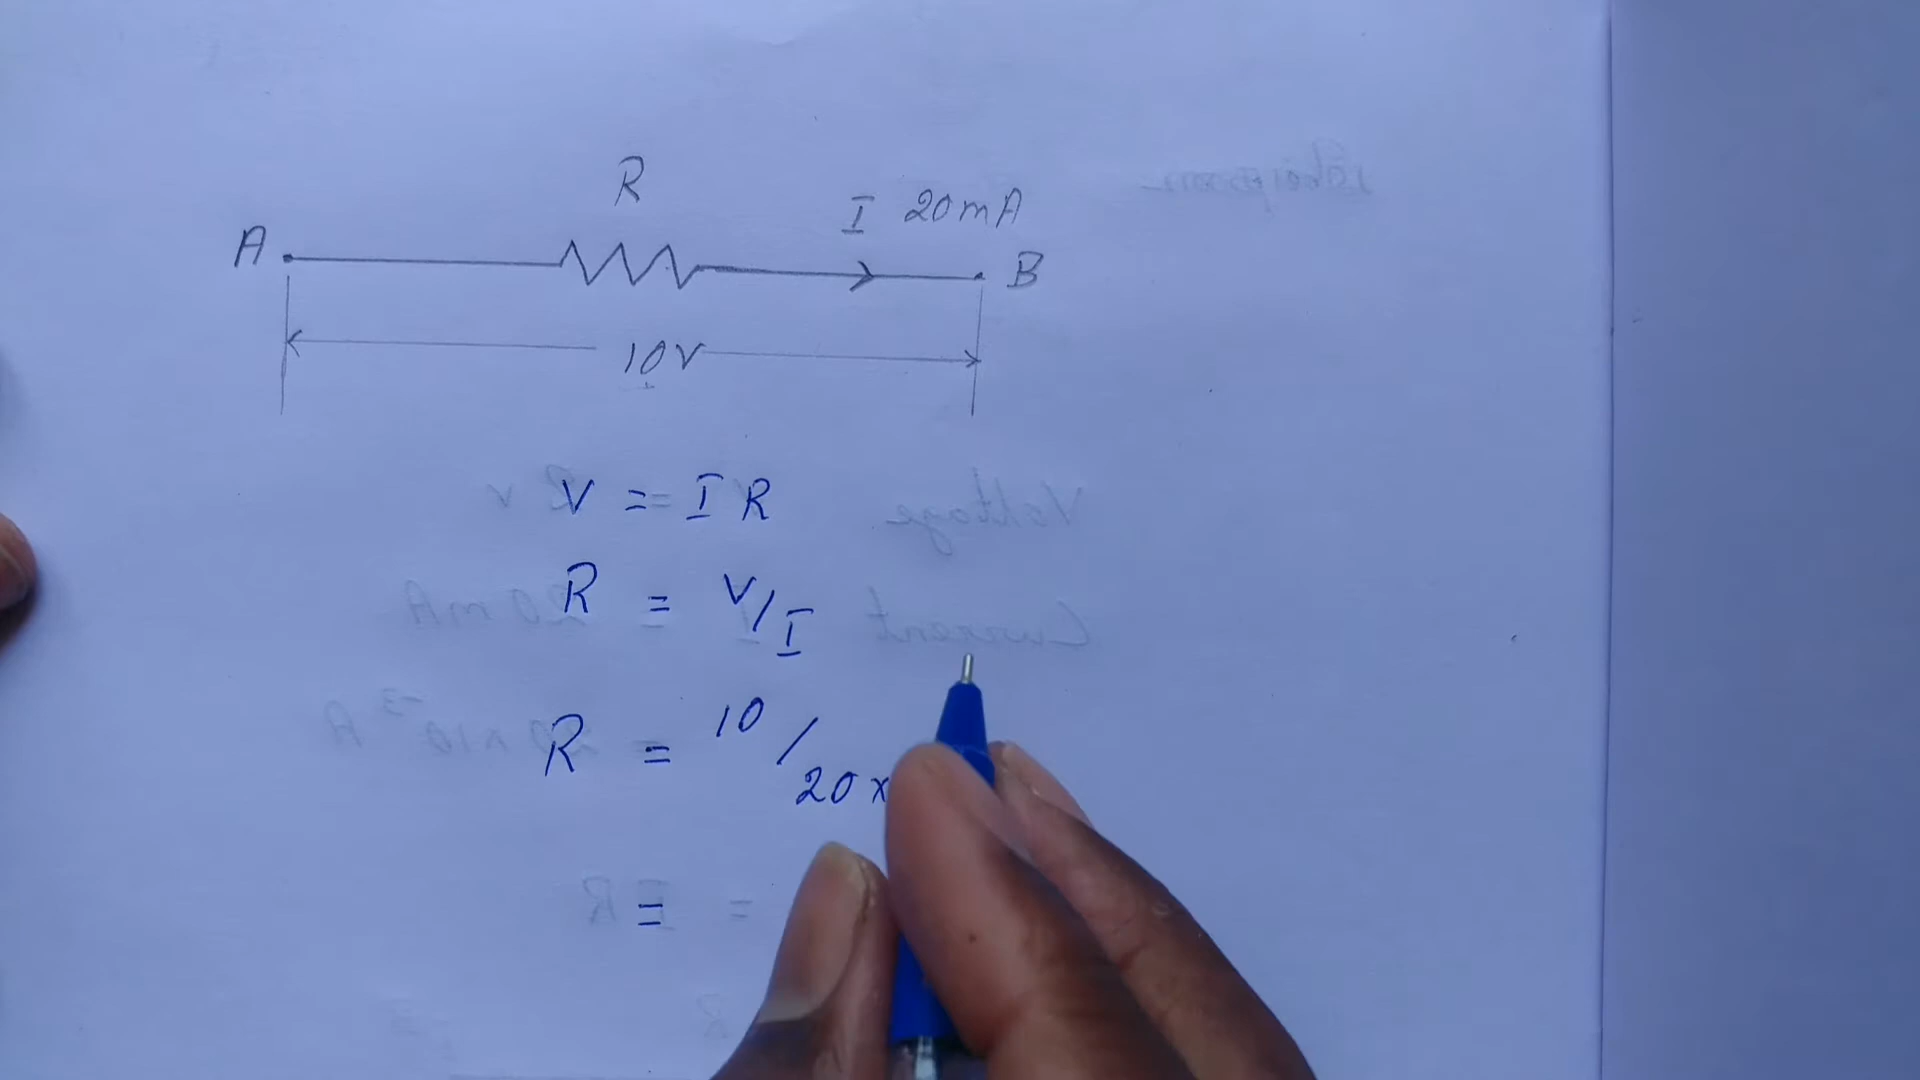 R
I 20mA
A B
10V
V = IR
R = V/I
R = 10/20x
=